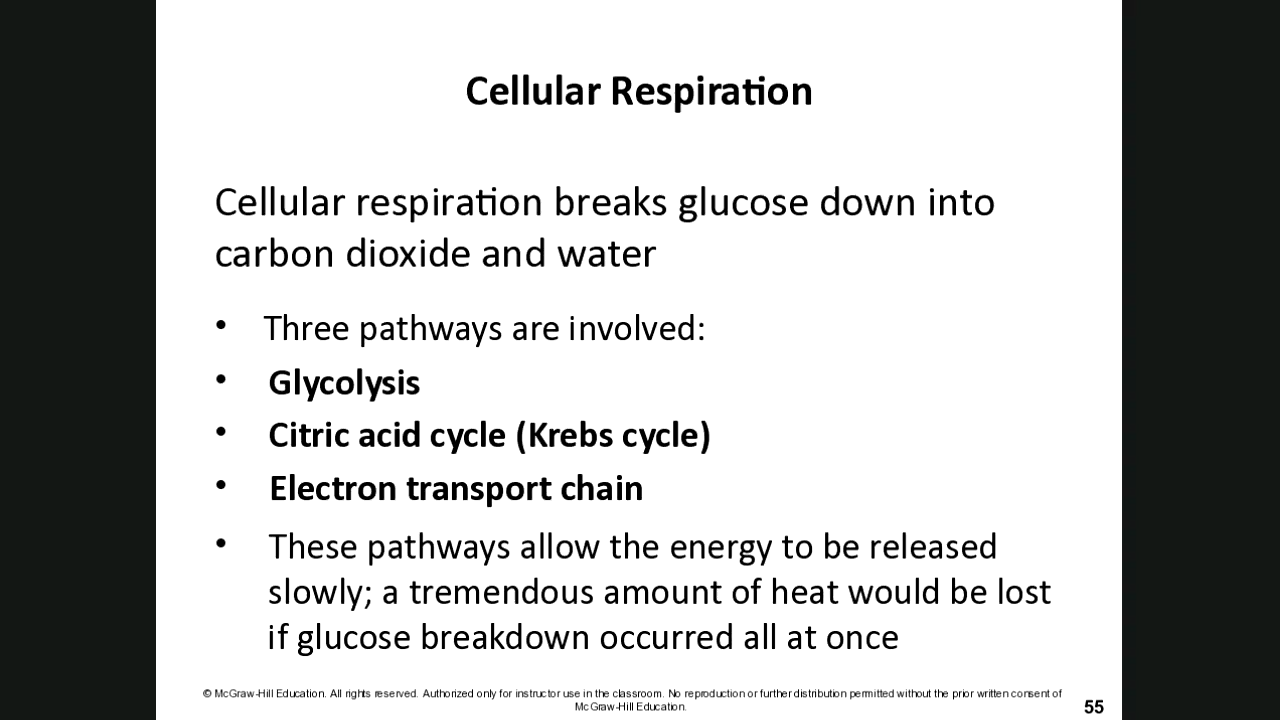 Cellular Respiration
Cellular respiration breaks glucose down into
carbon dioxide and water
• Three pathways are involved:
• Glycolysis
• Citric acid cycle (Krebs cycle)
• Electron transport chain
• These pathways allow the energy to be released
slowly; a tremendous amount of heat would be lost
if glucose breakdown occurred all at once
© McGraw-Hill Education. All rights reserved. Authorized only for instructor use in the classroom. No reproduction or further distribution permitted without the prior written consent of
McGraw-Hill Education.
55